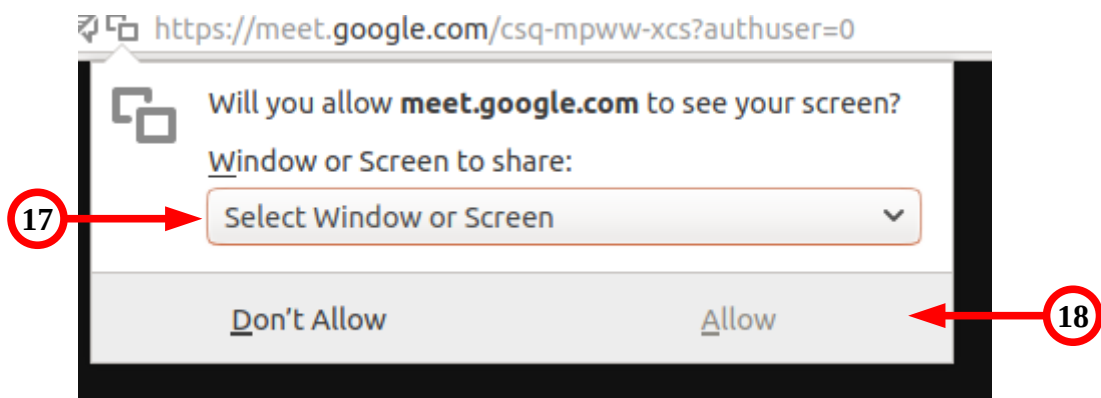 https://meet.google.com/csq-mpww-xcs?authuser=0
Will you allow meet.google.com to see your screen?
Window or Screen to share:
17
Select Window or Screen
Don't Allow
Allow
18